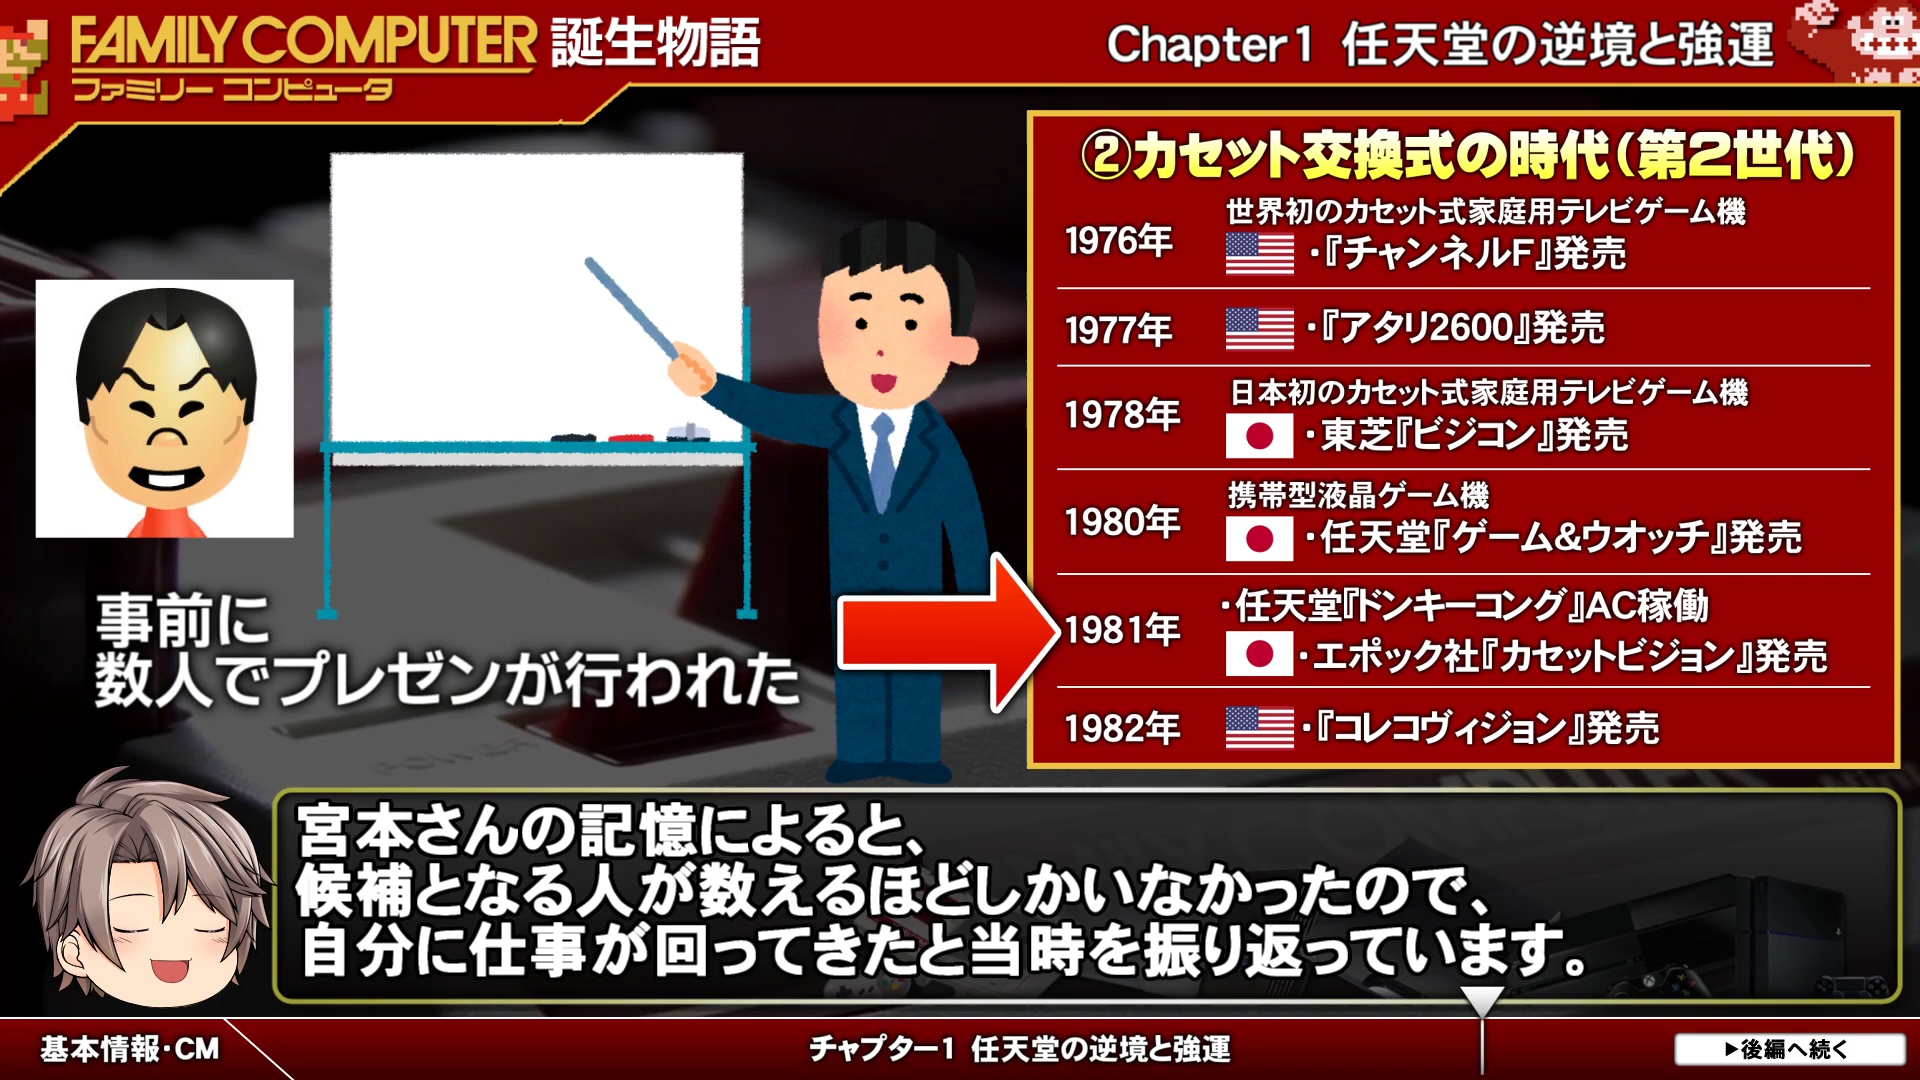 FAMILY COMPUTER 誕生物語
ファミリー コンピュータ
Chapter1 任天堂の逆境と強運
②カセット交換式の時代(第2世代)
1976年
世界初のカセット式家庭用テレビゲーム機
・『チャンネルF』発売
1977年
・『アタリ2600』発売
1978年
日本初のカセット式家庭用テレビゲーム機
・東芝『ビジコン』発売
1980年
携帯型液晶ゲーム機
・任天堂『ゲーム&ウオッチ』発売
1981年
・任天堂『ドンキーコング』AC稼働
・エポック社『カセットビジョン』発売
1982年
・『コレコヴィジョン』発売
事前に
数人でプレゼンが行われた
POWER
宮本さんの記憶によると、
候補となる人が数えるほどしかいなかったので、
自分に仕事が回ってきたと当時を振り返っています。
基本情報・CM
チャプター1 任天堂の逆境と強運
▶後編へ続く